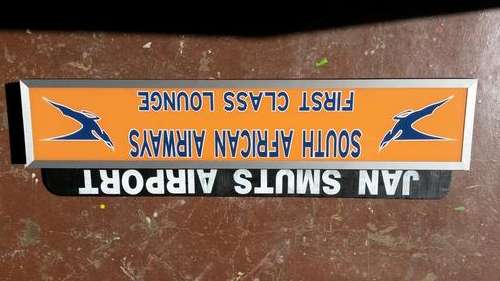 SOUTH AFRICAN AIRWAYS
FIRST CLASS LOUNGE
JAN SMUTS AIRPORT